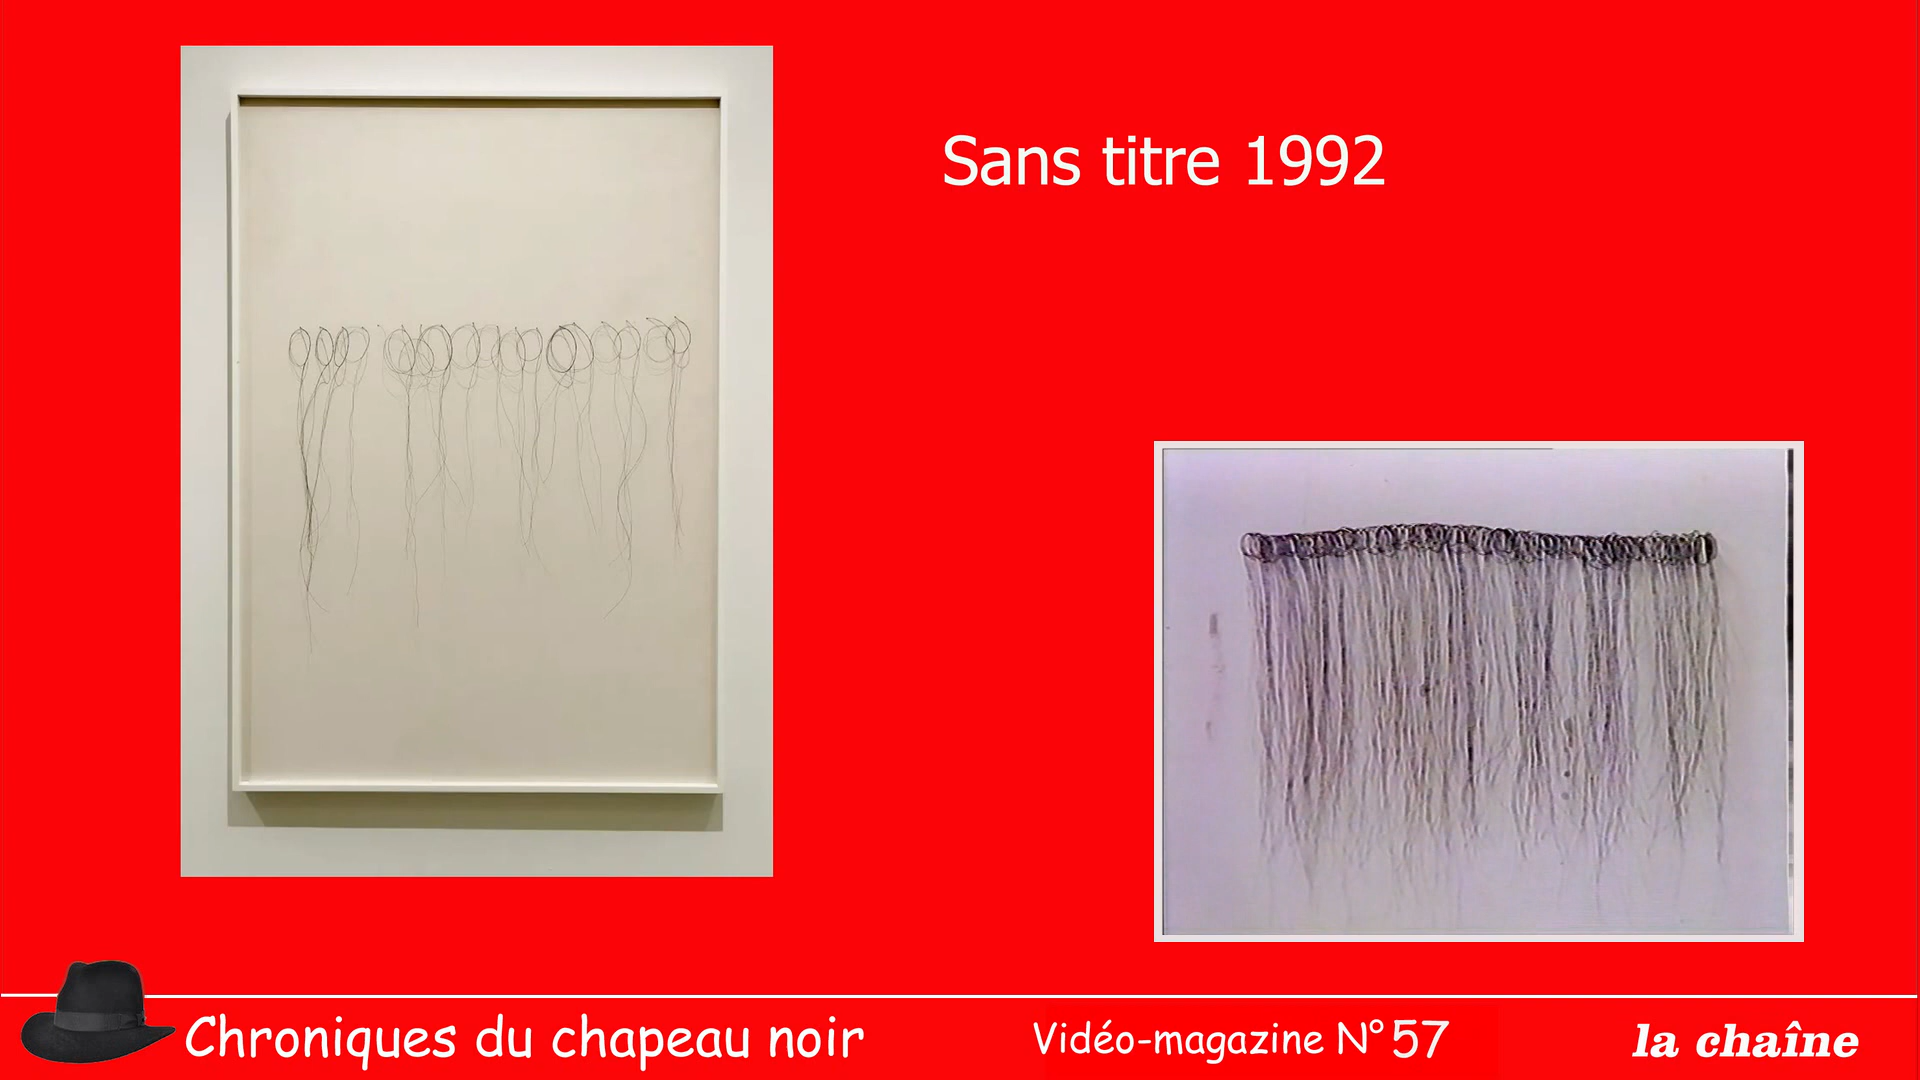 Sans titre 1992
Chroniques du chapeau noir
Vidéo-magazine N° 57
la chaîne